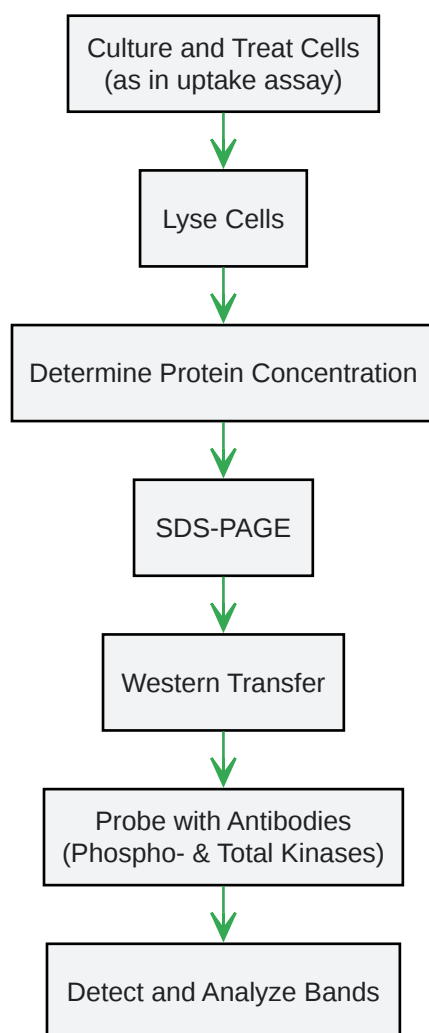 Culture and Treat Cells
(as in uptake assay)
Lyse Cells
Determine Protein Concentration
SDS-PAGE
Western Transfer
Probe with Antibodies
(Phospho- & Total Kinases)
Detect and Analyze Bands